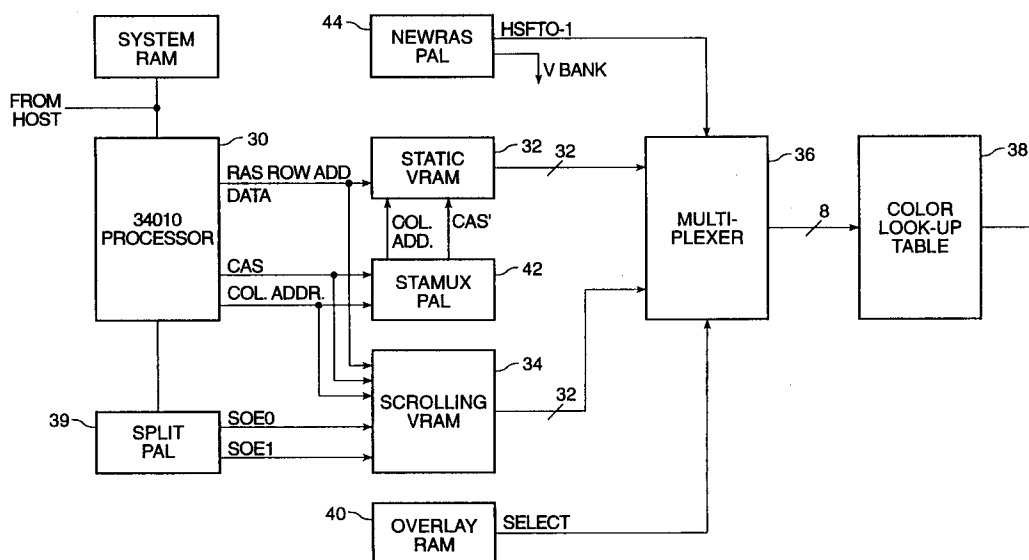 SYSTEM
RAM
44
NEWRAS
PAL
HSFTO-1
V BANK
FROM
HOST
30
34010
PROCESSOR
RAS ROW ADD
DATA
CAS
COL. ADDR.
32
STATIC
VRAM
32
COL.
ADD.
CAS'
42
STAMUX
PAL
36
MULTI-
PLEXER
8
38
COLOR
LOOK-UP
TABLE
34
SCROLLING
VRAM
32
39
SPLIT
PAL
SOE0
SOE1
40
OVERLAY
RAM
SELECT